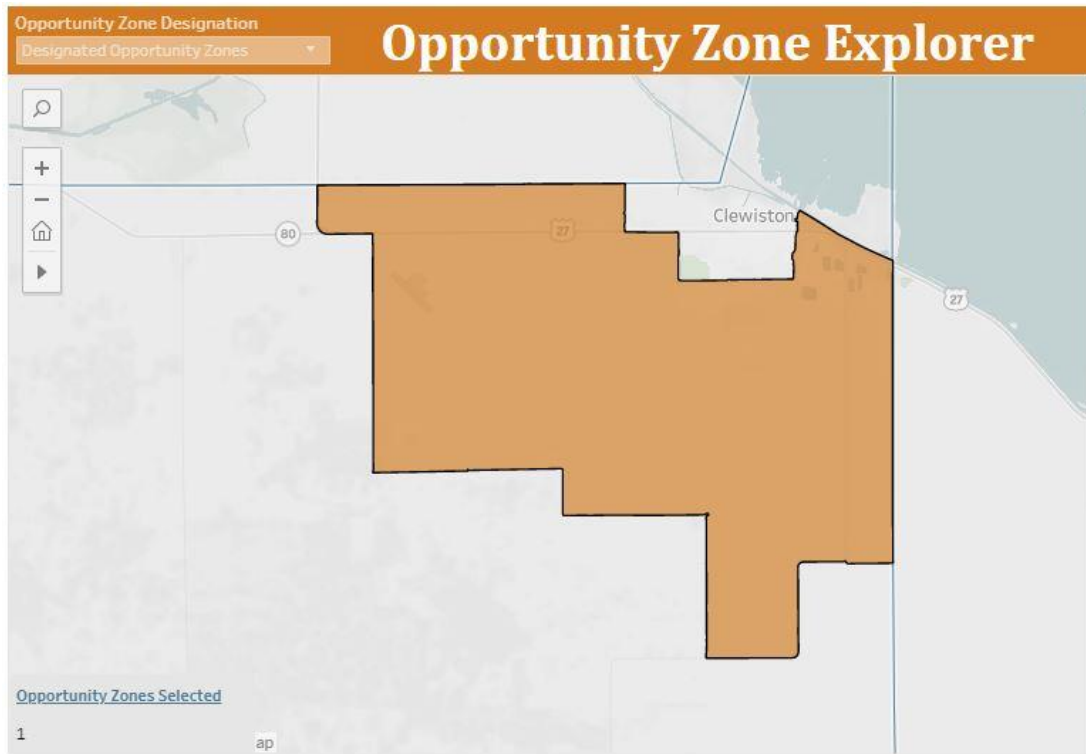 Opportunity Zone Designation
Designated Opportunity Zones
Opportunity Zone Explorer
Clewiston
80
27
27
Opportunity Zones Selected
1
ap